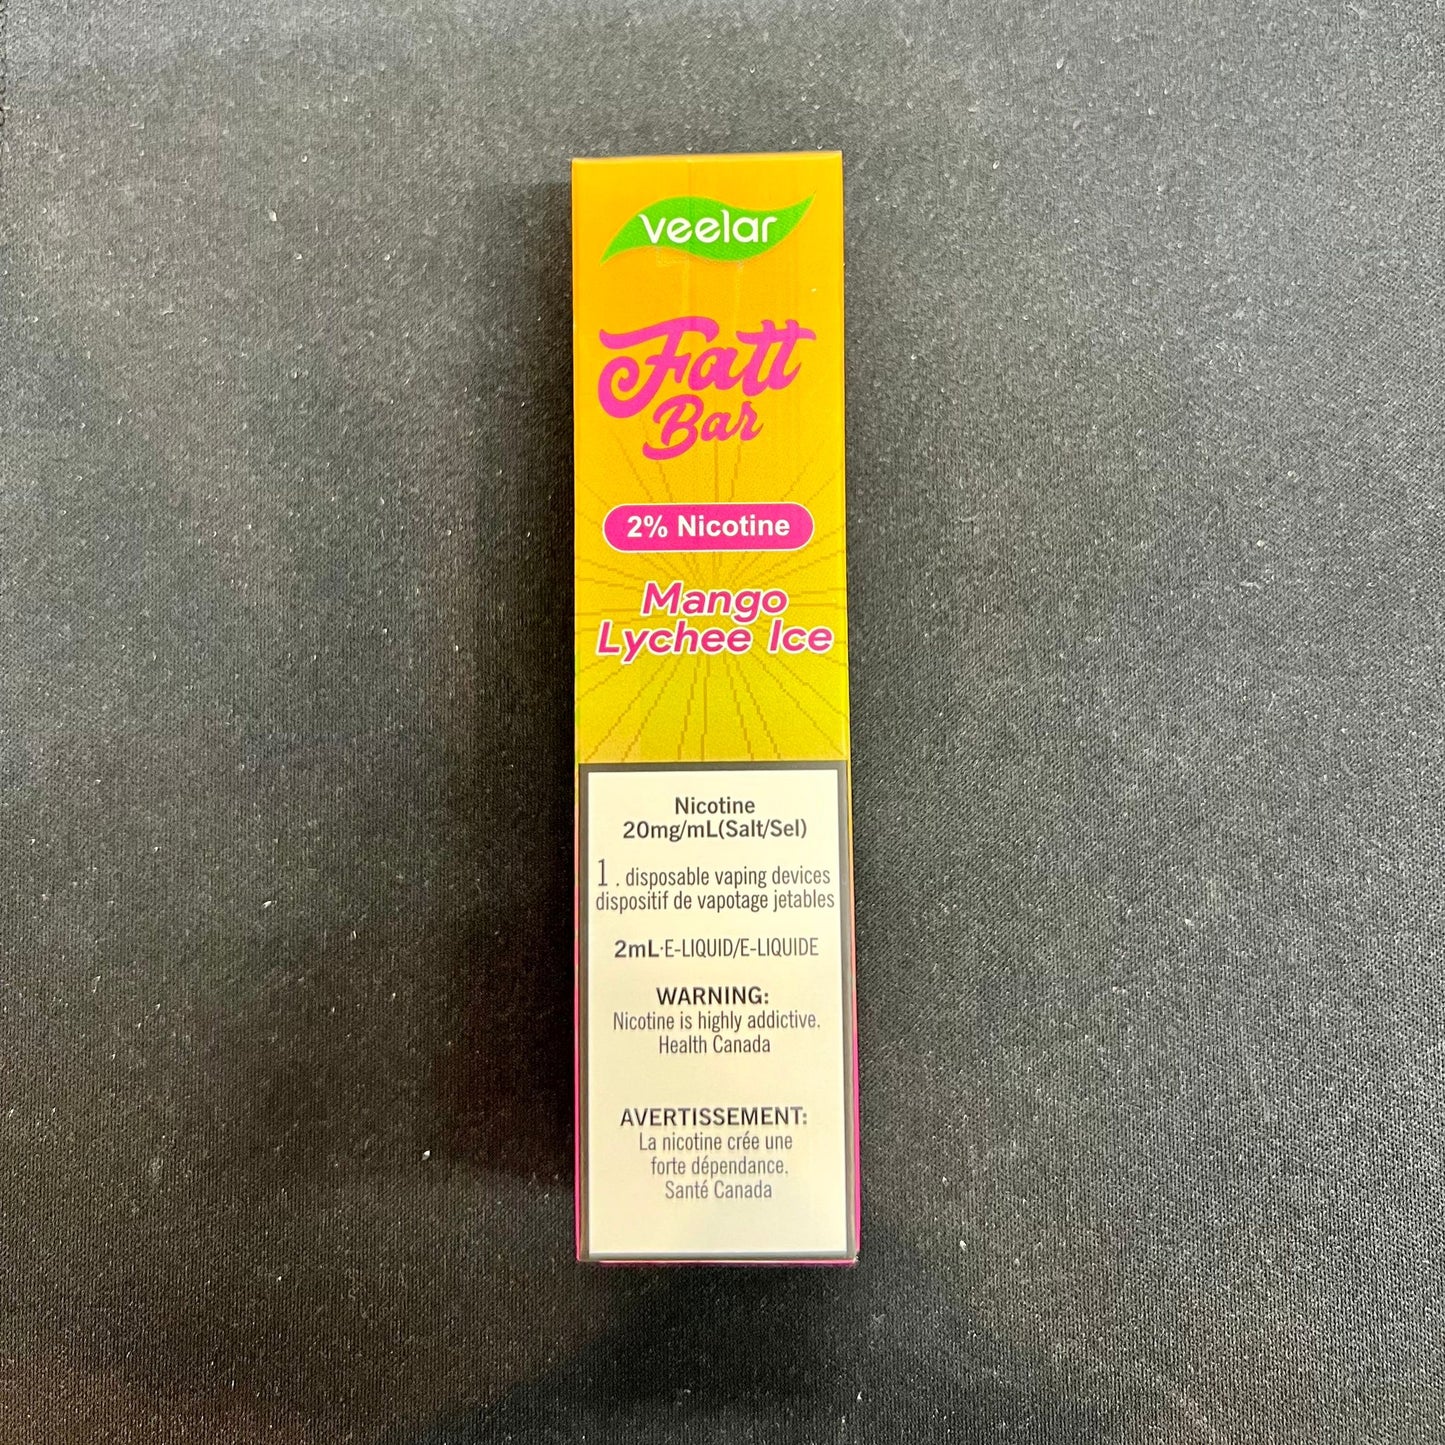 veelar
Fatt
Bar
2% Nicotine
Mango
Lychee Ice
Nicotine
20mg/mL(Salt/Sel)
1. disposable vaping devices
dispositif de vapotage jetables
2mL·E-LIQUID/E-LIQUIDE
WARNING:
Nicotine is highly addictive.
Health Canada
AVERTISSEMENT:
La nicotine crée une
forte dépendance.
Santé Canada